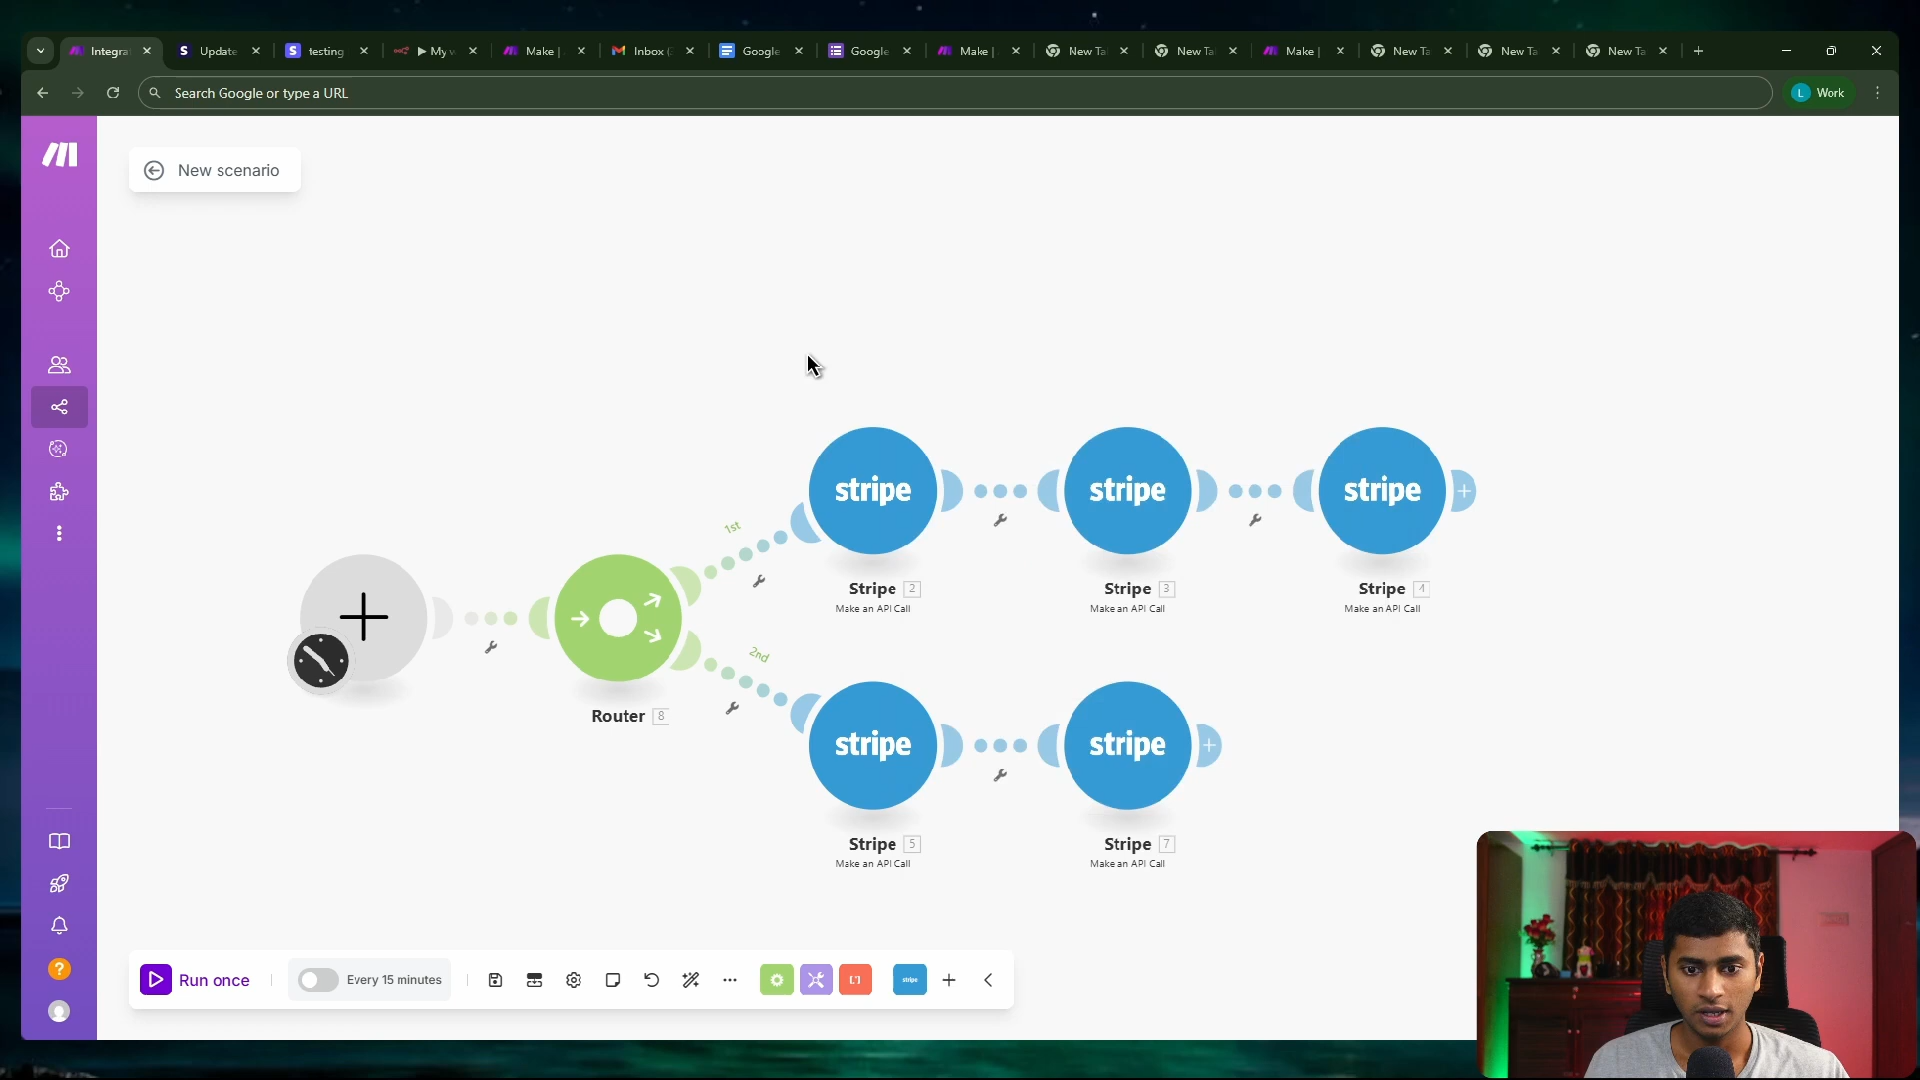 Integra
Update
testing
My w
Make |
Inbox (
Google
Google
Make |
New Ta
New Ta
Make |
New Ta
New Ta
New Ta
Search Google or type a URL
L
Work
New scenario
stripe
stripe
stripe
1st
Stripe 2
Make an API Call
Stripe 3
Make an API Call
Stripe 4
Make an API Call
2nd
Router 8
stripe
stripe
Stripe 5
Make an API Call
Stripe 7
Make an API Call
Run once
Every 15 minutes
stripe